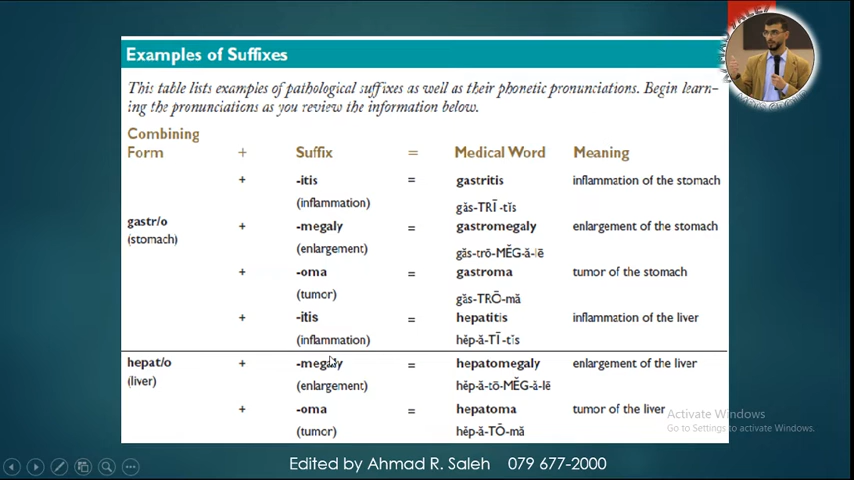 Examples of Suffixes
This table lists examples of pathological suffixes as well as their phonetic pronunciations. Begin learn-
ing the pronunciations as you review the information below.
Combining
Form + Suffix = Medical Word Meaning
+ -itis = gastritis inflammation of the stomach
(inflammation) găs-TRĪ-tĭs
gastr/o + -megaly = gastromegaly enlargement of the stomach
(stomach) (enlargement) găs-trō-MĔG-ă-lē
+ -oma = gastroma tumor of the stomach
(tumor) găs-TRŌ-mă
+ -itis = hepatitis inflammation of the liver
(inflammation) hĕp-ă-TĪ-tĭs
hepat/o + -megaly = hepatomegaly enlargement of the liver
(liver) (enlargement) hĕp-ă-tō-MĔG-ă-lē
+ -oma = hepatoma tumor of the liver
(tumor) hĕp-ă-TŌ-mă
Activate Windows
Go to Settings to activate Windows.
Edited by Ahmad R. Saleh 079 677-2000